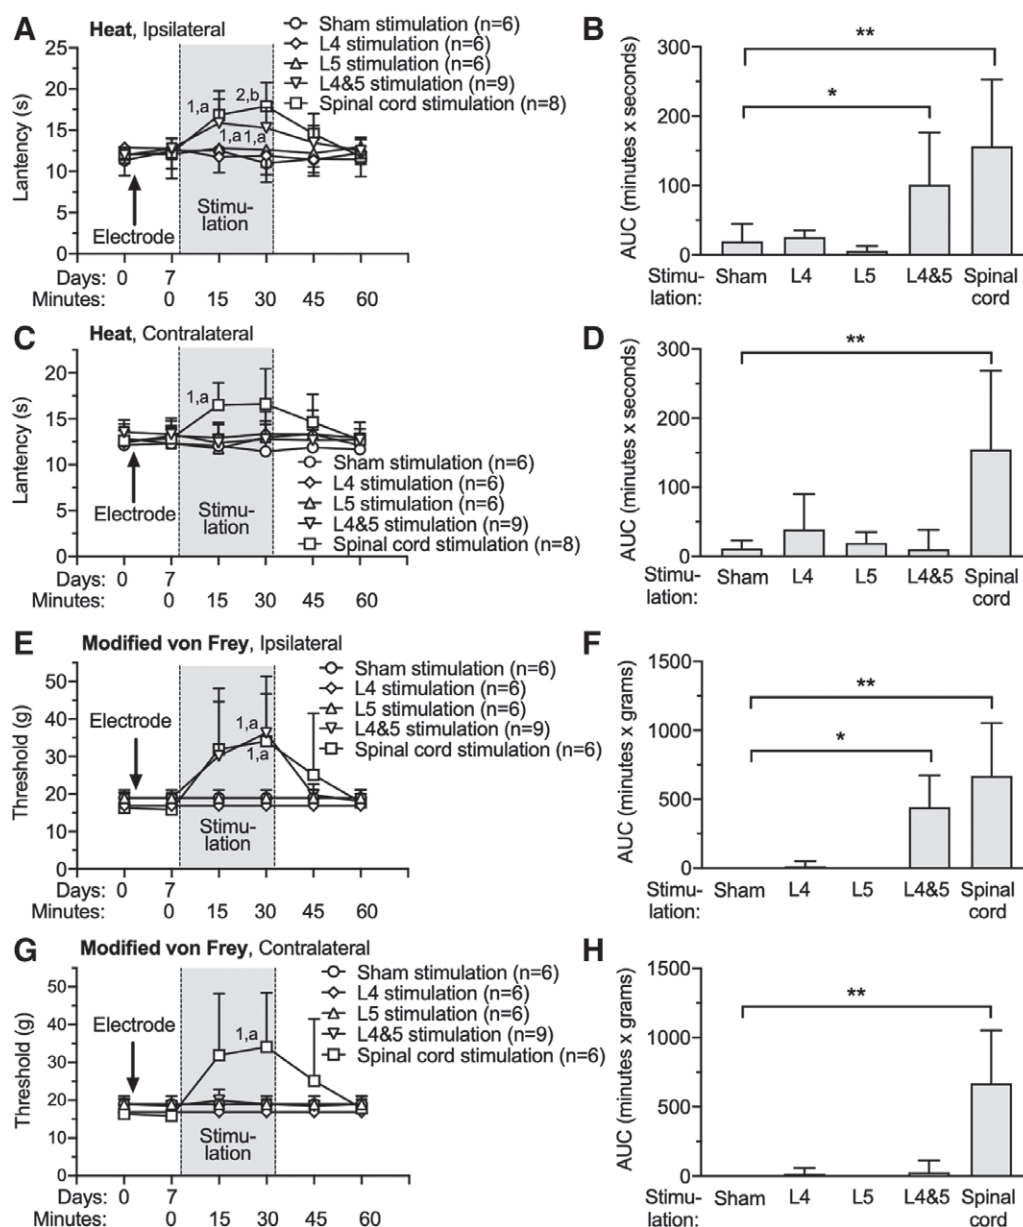 A
Heat, Ipsilateral
Sham stimulation (n=6)
L4 stimulation (n=6)
L5 stimulation (n=6)
L4&5 stimulation (n=9)
Spinal cord stimulation (n=8)
Lantency (s)
25
20
15
10
5
0
1,a
2,b
1,a 1,a
Electrode
Stimu-
lation
Days: 0 7
Minutes: 0 15 30 45 60
B
AUC (minutes x seconds)
300
200
100
0
**
*
Stimu-
lation:
Sham L4 L5 L4&5 Spinal
cord
C
Heat, Contralateral
Lantency (s)
20
15
10
5
0
1,a
Electrode
Stimu-
lation
Sham stimulation (n=6)
L4 stimulation (n=6)
L5 stimulation (n=6)
L4&5 stimulation (n=9)
Spinal cord stimulation (n=8)
Days: 0 7
Minutes: 0 15 30 45 60
D
AUC (minutes x seconds)
300
200
100
0
**
Stimu-
lation:
Sham L4 L5 L4&5 Spinal
cord
E
Modified von Frey, Ipsilateral
Sham stimulation (n=6)
L4 stimulation (n=6)
L5 stimulation (n=6)
L4&5 stimulation (n=9)
Spinal cord stimulation (n=6)
Threshold (g)
50
40
30
20
10
0
Electrode
1,a
1,a
Stimu-
lation
Days: 0 7
Minutes: 0 15 30 45 60
F
AUC (minutes x grams)
1500
1000
500
0
**
*
Stimu-
lation:
Sham L4 L5 L4&5 Spinal
cord
G
Modified von Frey, Contralateral
Sham stimulation (n=6)
L4 stimulation (n=6)
L5 stimulation (n=6)
L4&5 stimulation (n=9)
Spinal cord stimulation (n=6)
Threshold (g)
50
40
30
20
10
0
Electrode
1,a
Stimu-
lation
Days: 0 7
Minutes: 0 15 30 45 60
H
AUC (minutes x grams)
1500
1000
500
0
**
Stimu-
lation:
Sham L4 L5 L4&5 Spinal
cord